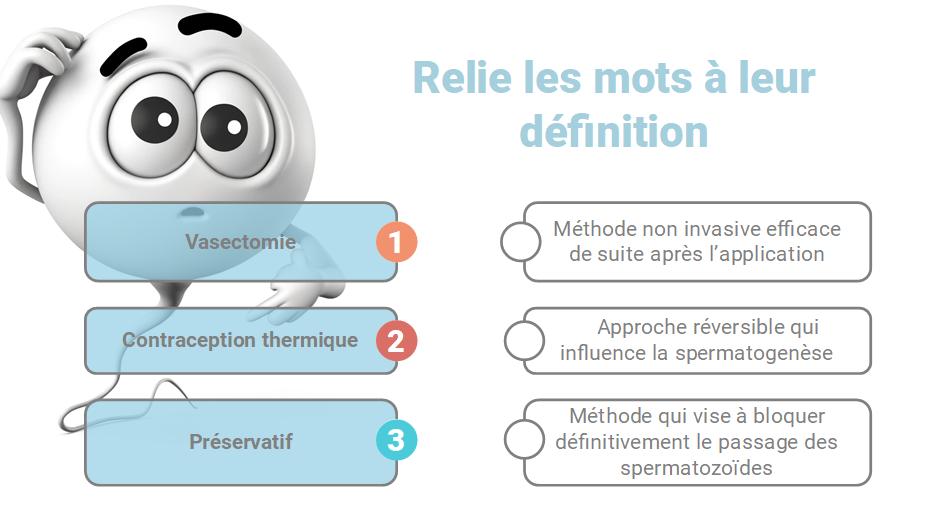 Relie les mots à leur
définition
Vasectomie
1
Méthode non invasive efficace
de suite après l'application
Contraception thermique
2
Approche réversible qui
influence la spermatogenèse
Préservatif
3
Méthode qui vise à bloquer
définitivement le passage des
spermatozoïdes